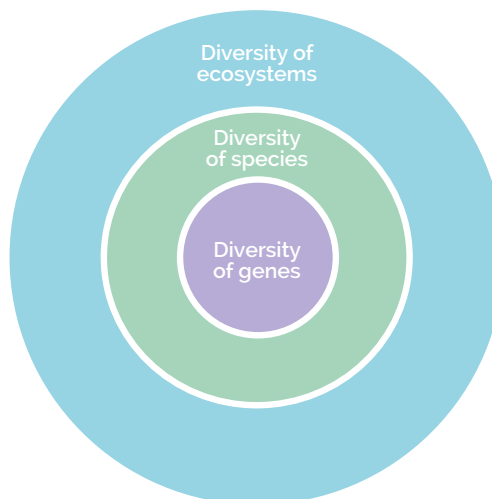 Diversity of
ecosystems
Diversity
of species
Diversity
of genes